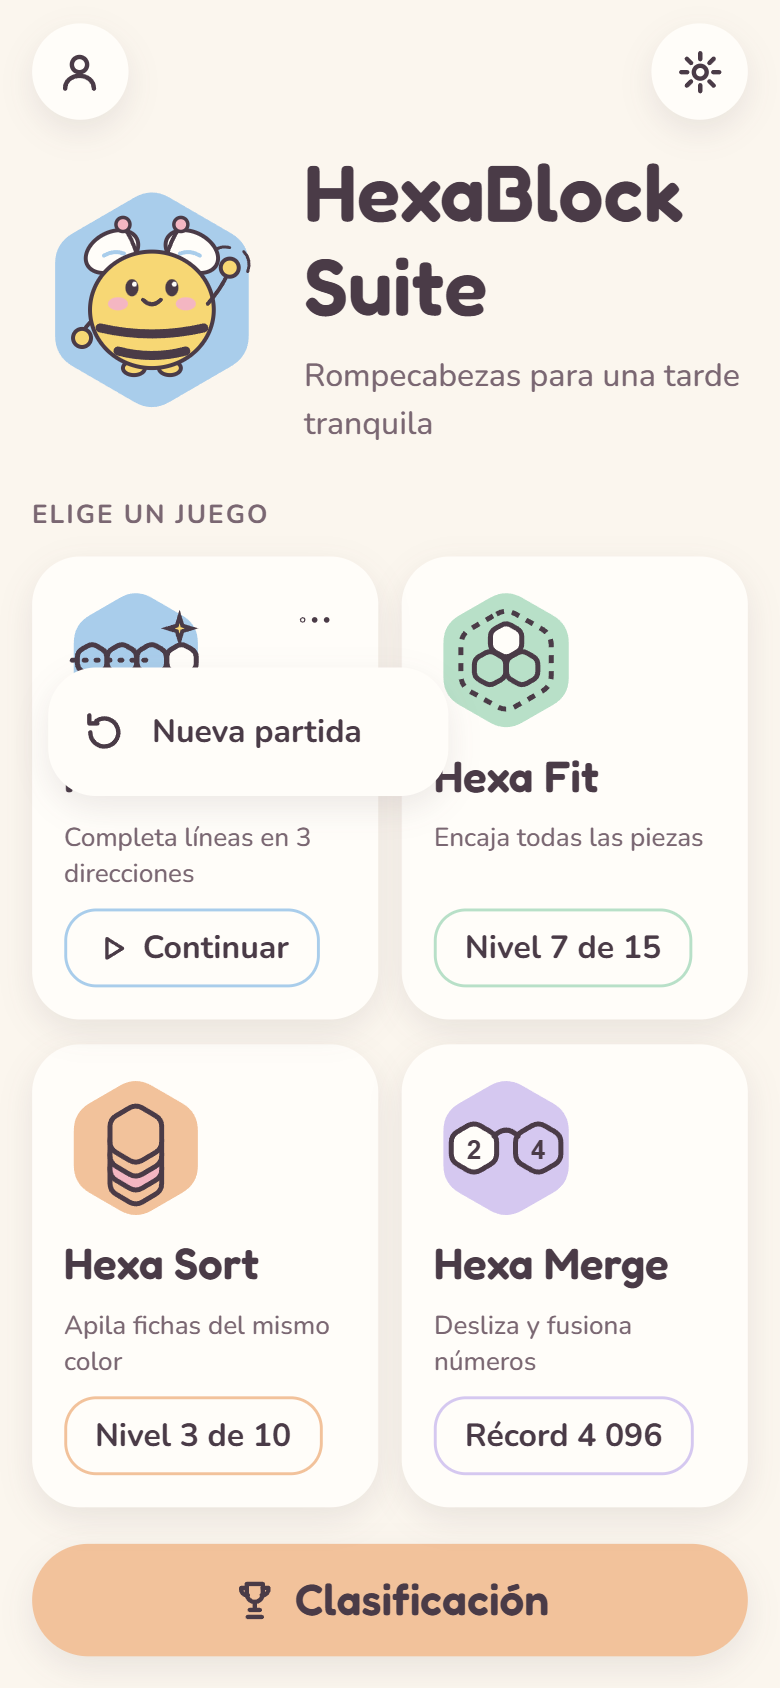 HexaBlock
Suite
Rompecabezas para una tarde
tranquila
ELIGE UN JUEGO
Nueva partida
Hexa Fit
Completa líneas en 3
direcciones
Encaja todas las piezas
Continuar
Nivel 7 de 15
2 4
Hexa Sort
Hexa Merge
Apila fichas del mismo
color
Desliza y fusiona
números
Nivel 3 de 10
Récord 4 096
Clasificación